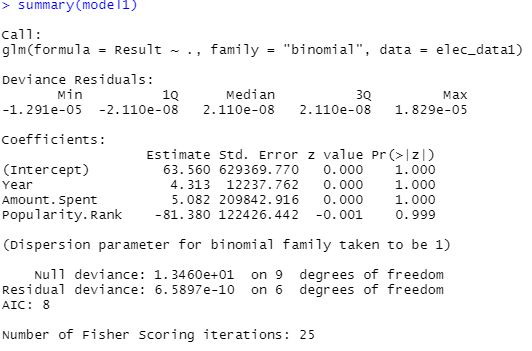 > summary(model1)
Call:
glm(formula = Result ~ ., family = "binomial", data = elec_data1)
Deviance Residuals:
Min 1Q Median 3Q Max
-1.291e-05 -2.110e-08 2.110e-08 2.110e-08 1.829e-05
Coefficients:
Estimate Std. Error z value Pr(>|z|)
(Intercept) 63.560 629369.770 0.000 1.000
Year 4.313 12237.762 0.000 1.000
Amount.Spent 5.082 209842.916 0.000 1.000
Popularity.Rank -81.380 122426.442 -0.001 0.999
(Dispersion parameter for binomial family taken to be 1)
Null deviance: 1.3460e+01 on 9 degrees of freedom
Residual deviance: 6.5897e-10 on 6 degrees of freedom
AIC: 8
Number of Fisher Scoring iterations: 25